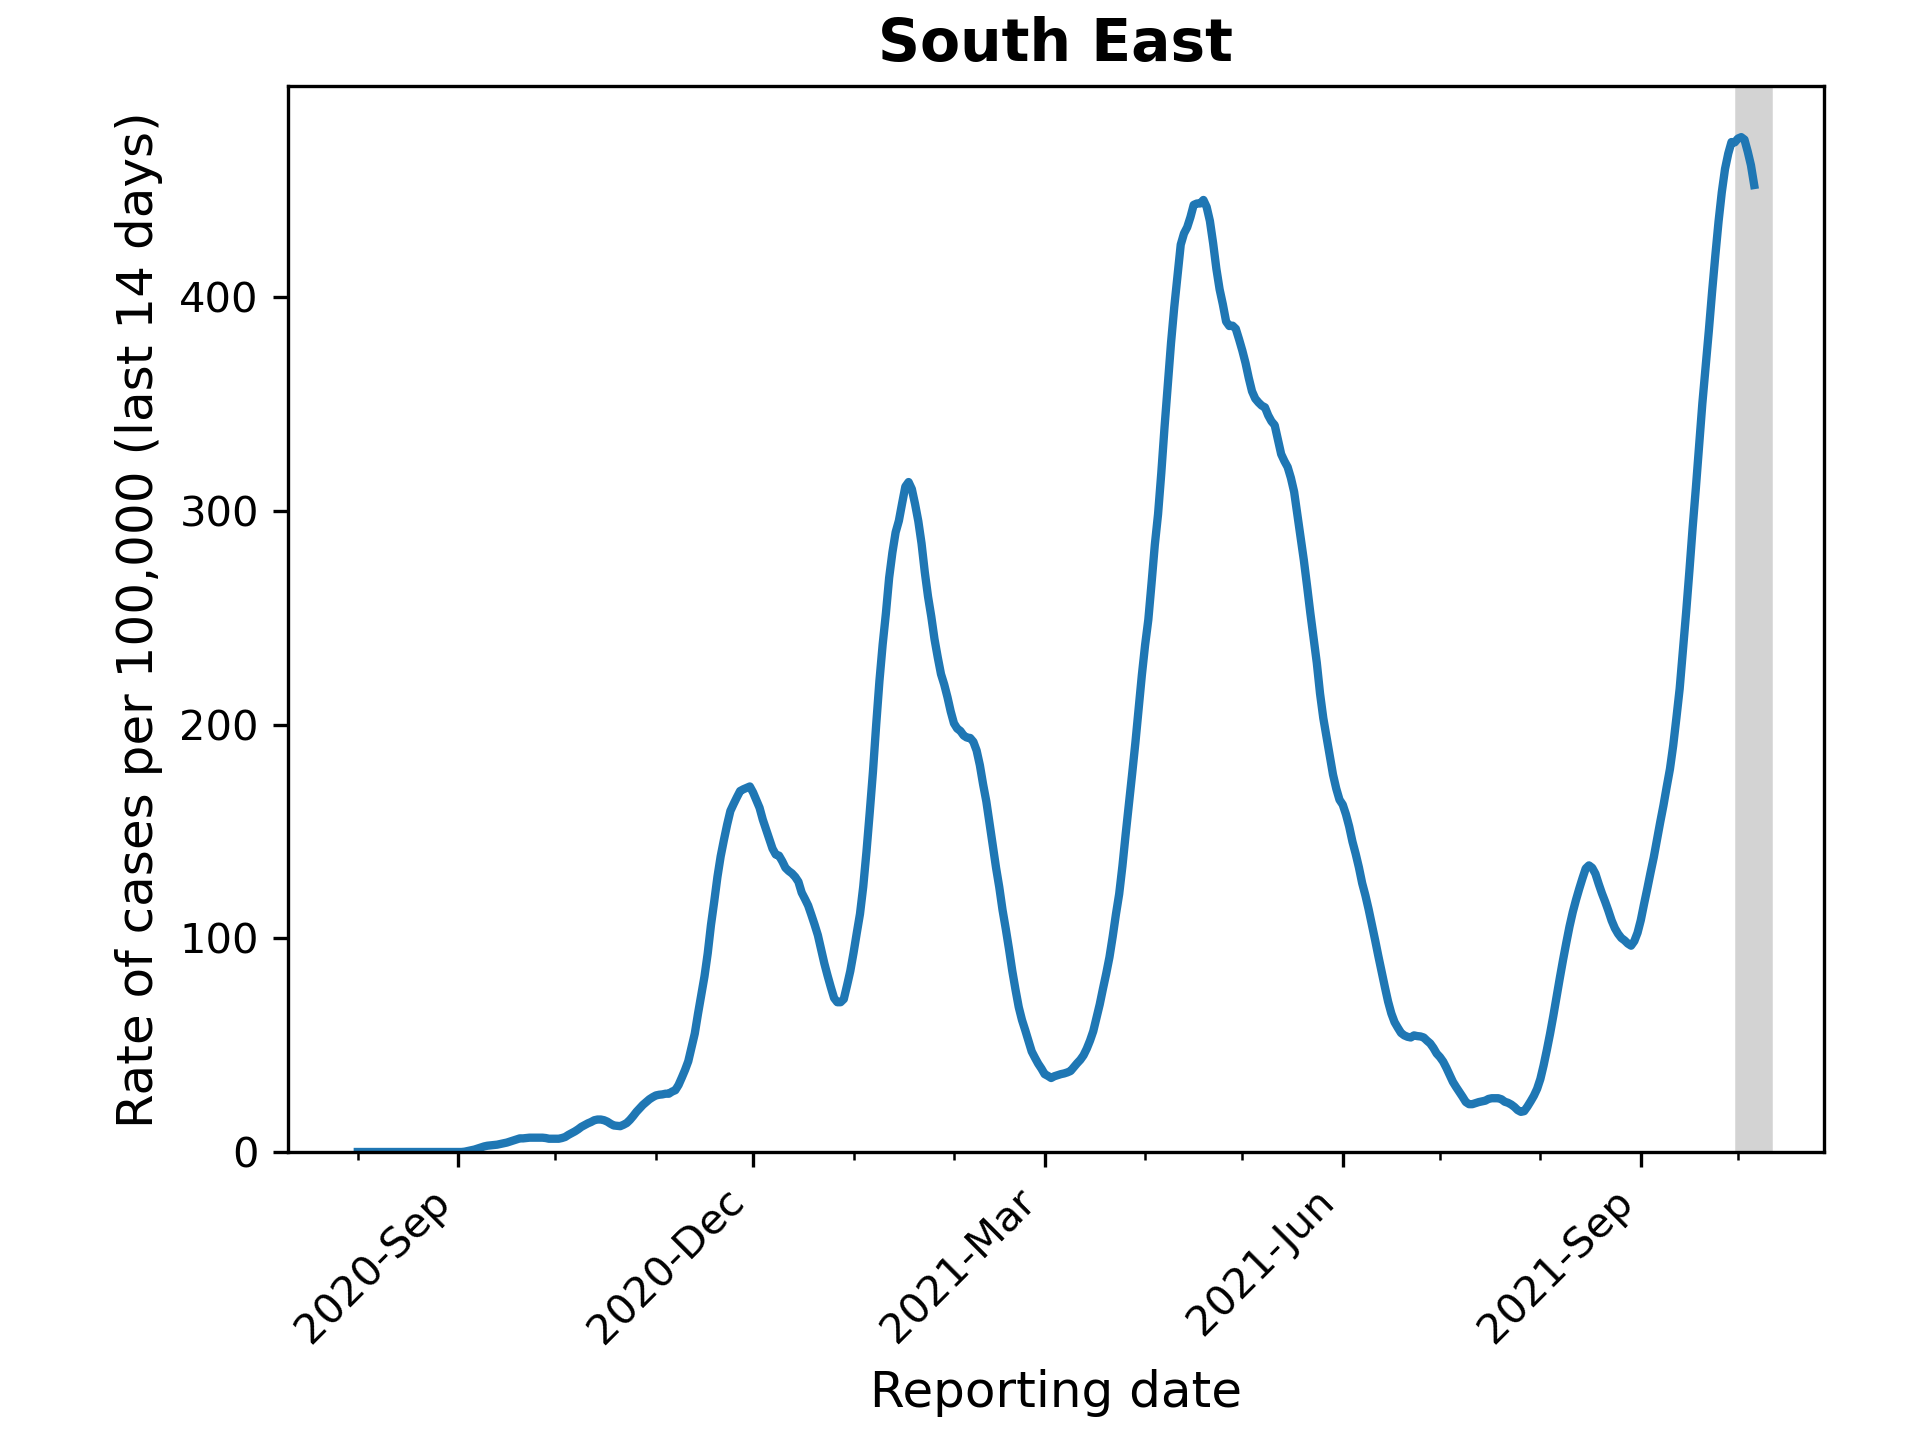 South East
Rate of cases per 100,000 (last 14 days)
400
300
200
100
0
2020-Sep
2020-Dec
2021-Mar
2021-Jun
2021-Sep
Reporting date